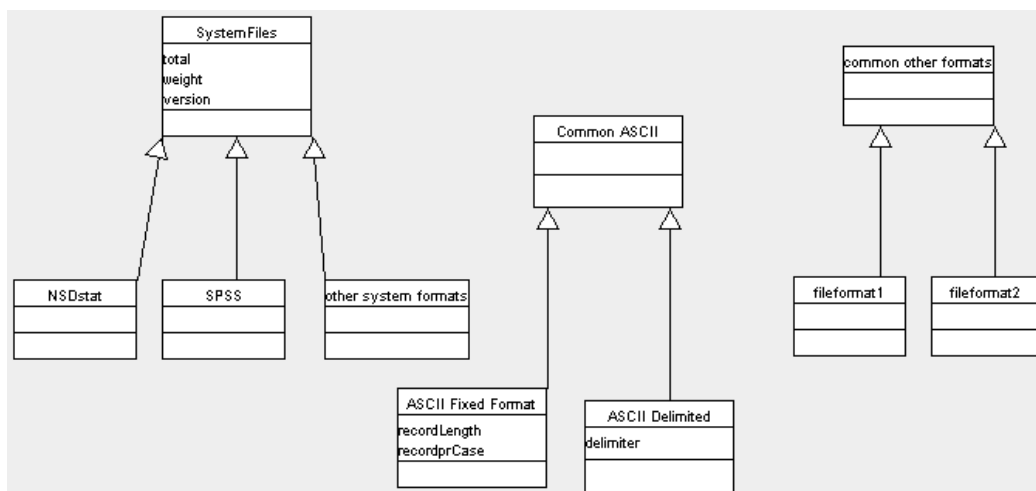 SystemFiles
total
weight
version
common other formats
Common ASCII
NSDstat
SPSS
other system formats
fileformat1
fileformat2
ASCII Fixed Format
recordLength
recordprCase
ASCII Delimited
delimiter